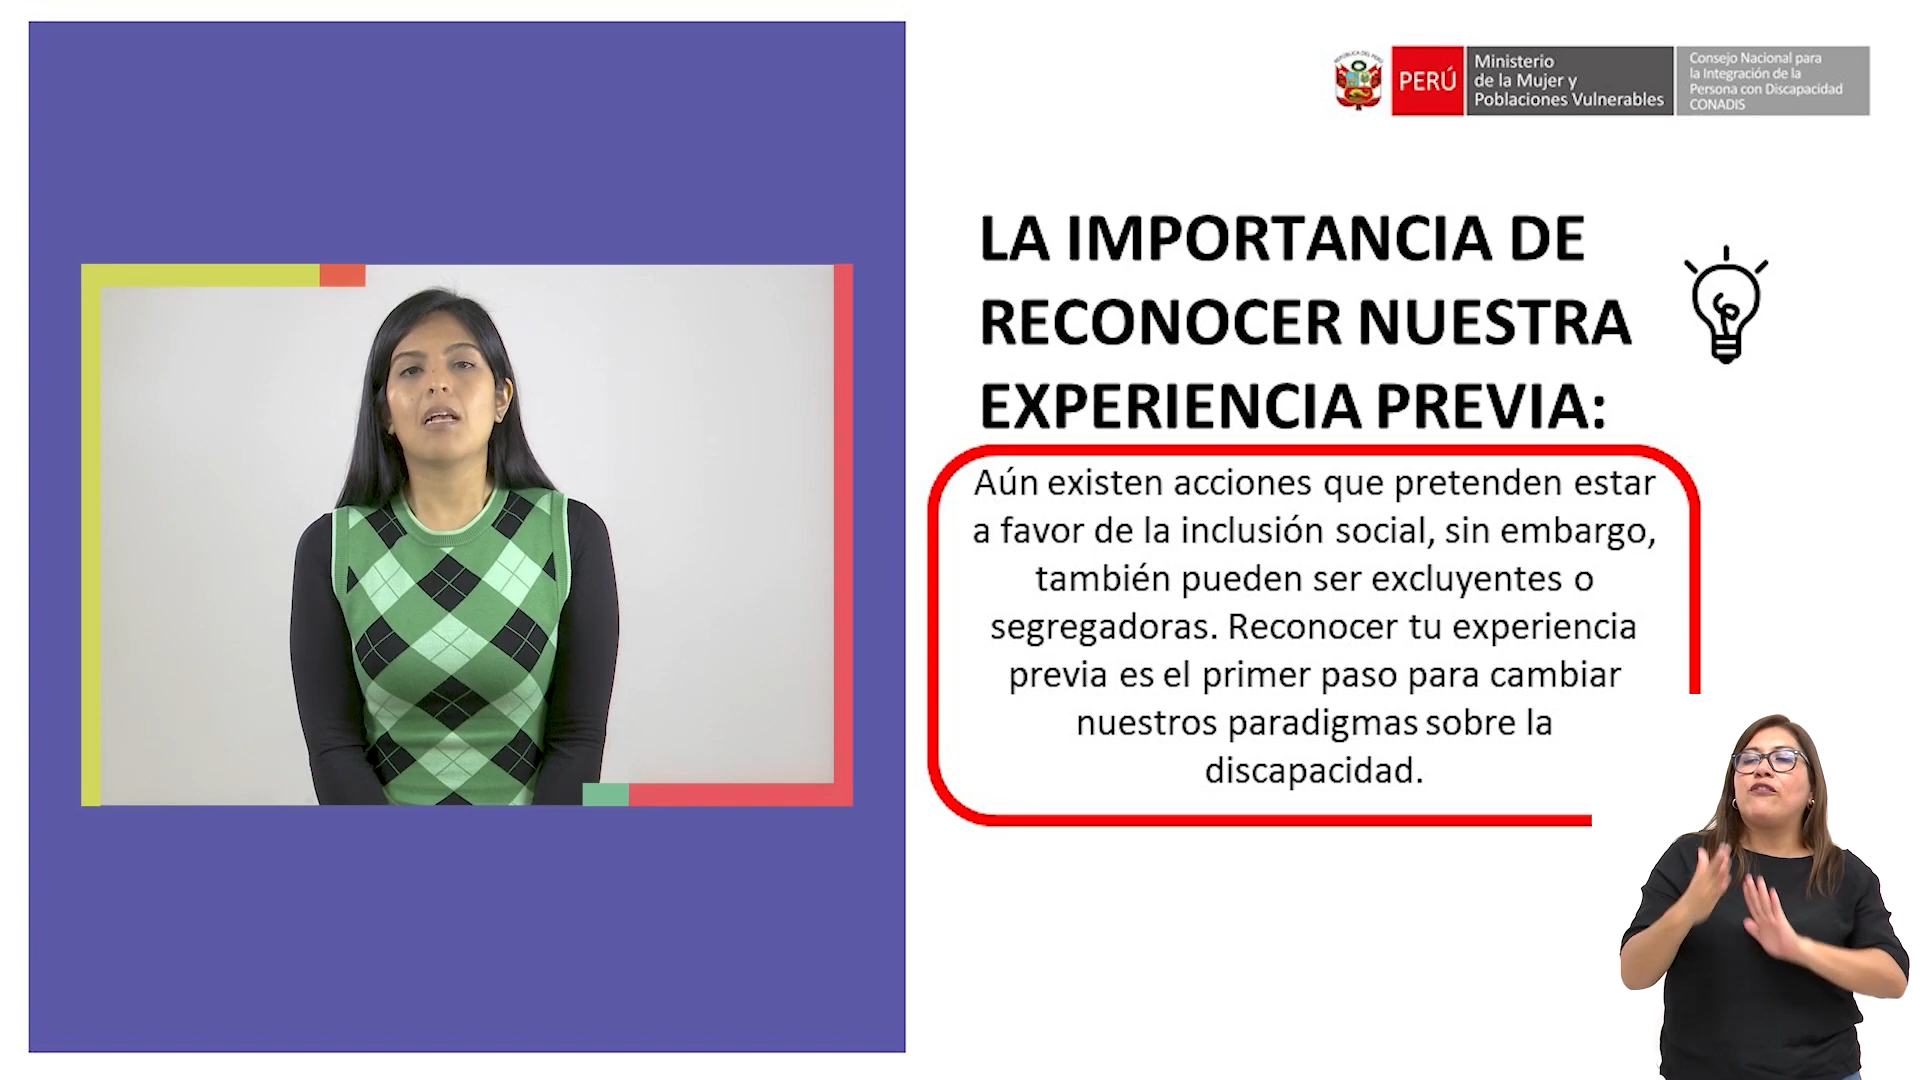 REPÚBLICA DEL PERÚ
PERÚ
Ministerio
de la Mujer y
Poblaciones Vulnerables
Consejo Nacional para
la Integración de la
Persona con Discapacidad
CONADIS
LA IMPORTANCIA DE
RECONOCER NUESTRA
EXPERIENCIA PREVIA:
Aún existen acciones que pretenden estar
a favor de la inclusión social, sin embargo,
también pueden ser excluyentes o
segregadoras. Reconocer tu experiencia
previa es el primer paso para cambiar
nuestros paradigmas sobre la
discapacidad.